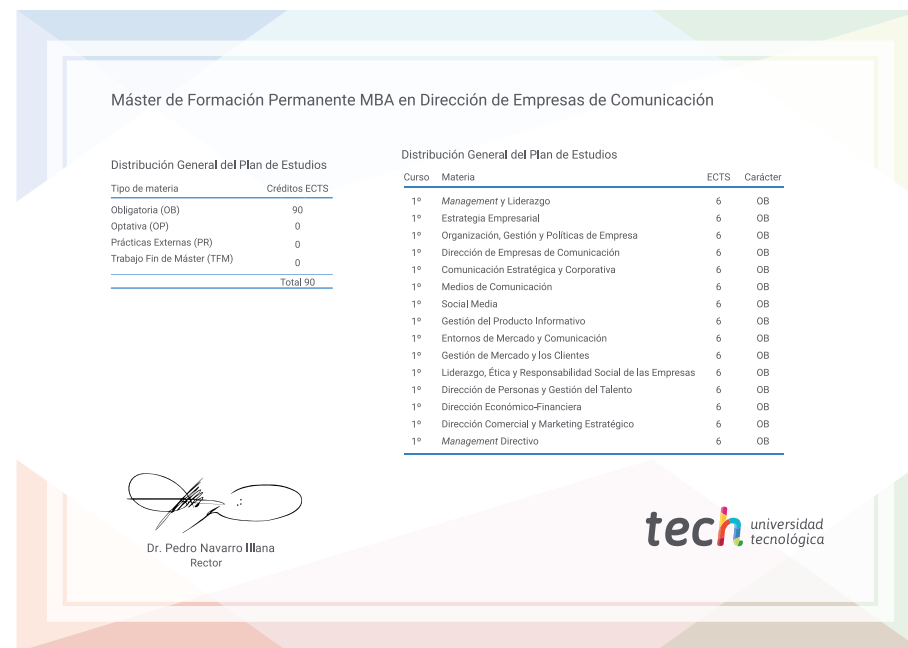 Máster de Formación Permanente MBA en Dirección de Empresas de Comunicación
Distribución General del Plan de Estudios
Tipo de materia Créditos ECTS
Obligatoria (OB) 90
Optativa (OP) 0
Prácticas Externas (PR) 0
Trabajo Fin de Máster (TFM) 0
Total 90
Distribución General del Plan de Estudios
Curso Materia ECTS Carácter
1º Management y Liderazgo 6 OB
1º Estrategia Empresarial 6 OB
1º Organización, Gestión y Políticas de Empresa 6 OB
1º Dirección de Empresas de Comunicación 6 OB
1º Comunicación Estratégica y Corporativa 6 OB
1º Medios de Comunicación 6 OB
1º Social Media 6 OB
1º Gestión del Producto Informativo 6 OB
1º Entornos de Mercado y Comunicación 6 OB
1º Gestión de Mercado y los Clientes 6 OB
1º Liderazgo, Ética y Responsabilidad Social de las Empresas 6 OB
1º Dirección de Personas y Gestión del Talento 6 OB
1º Dirección Económico-Financiera 6 OB
1º Dirección Comercial y Marketing Estratégico 6 OB
1º Management Directivo 6 OB
Dr. Pedro Navarro Illana
Rector
tech universidad
tecnológica